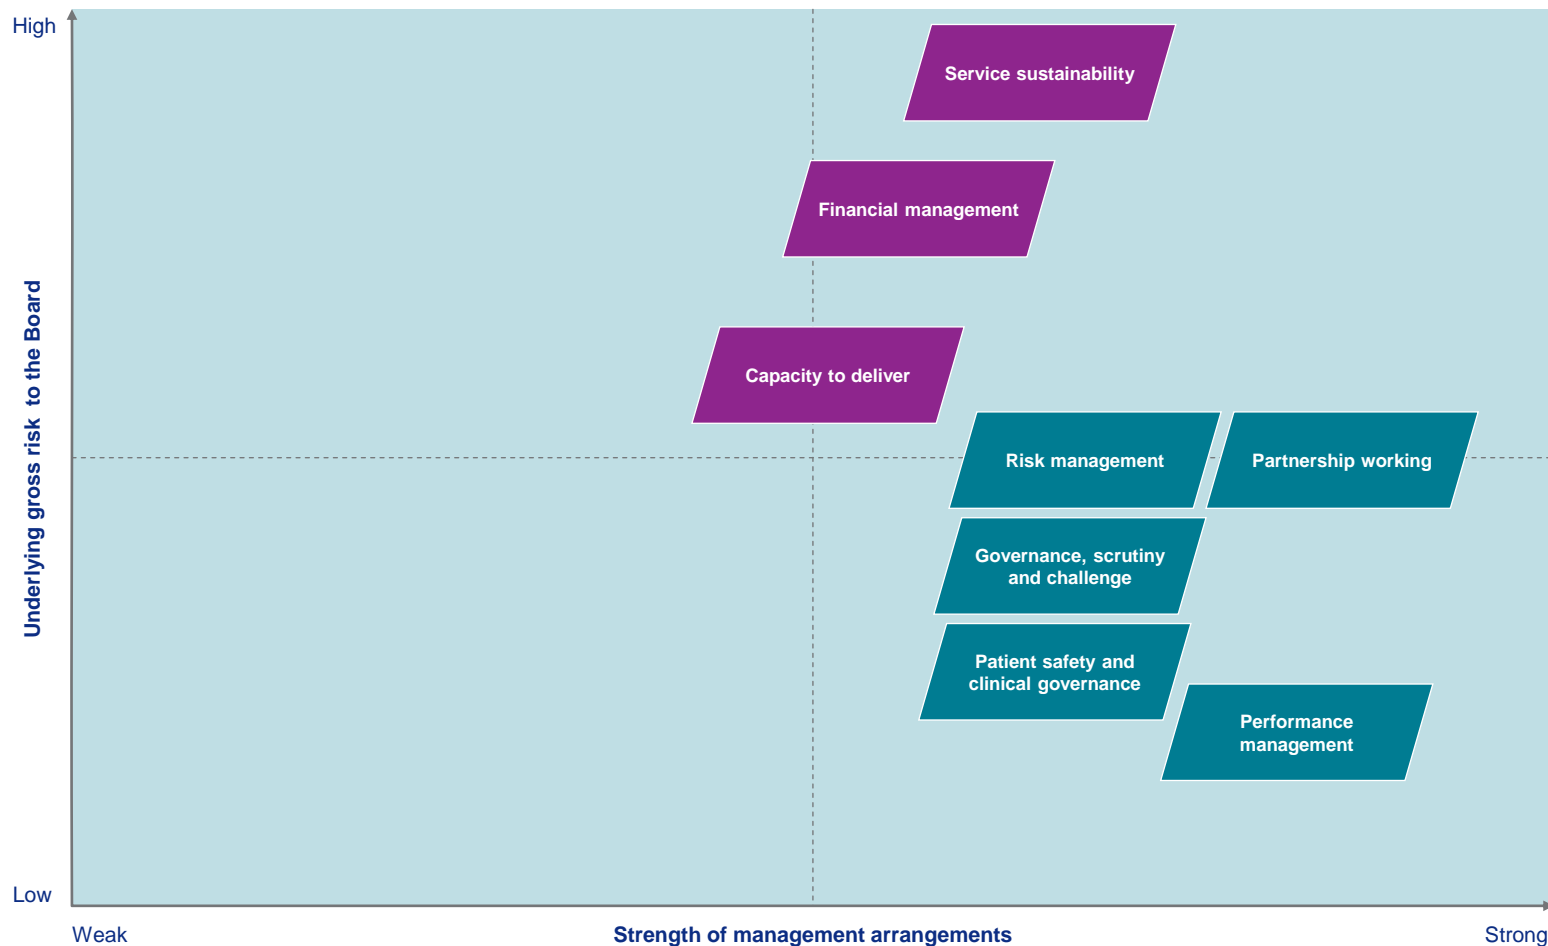 High
Service sustainability
Financial management
Underlying gross risk to the Board
Capacity to deliver
Risk management
Partnership working
Governance, scrutiny
and challenge
Patient safety and
clinical governance
Performance
management
Low
Weak
Strength of management arrangements
Strong